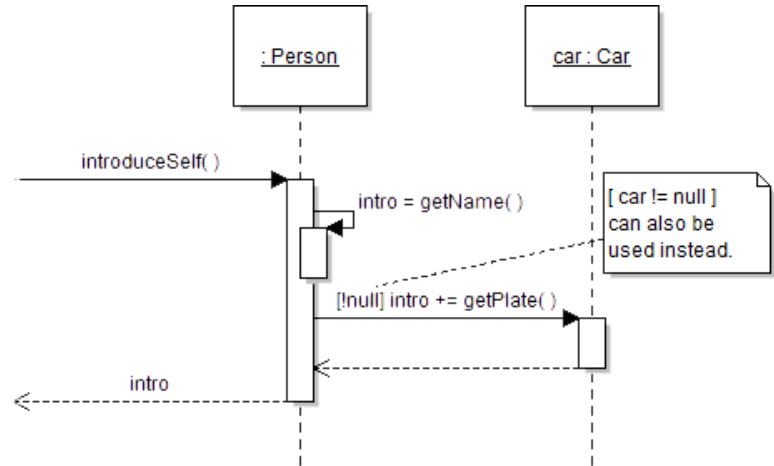 : Person
car : Car
introduceSelf( )
intro = getName( )
[ car != null ]
can also be
used instead.
[!null] intro += getPlate( )
intro